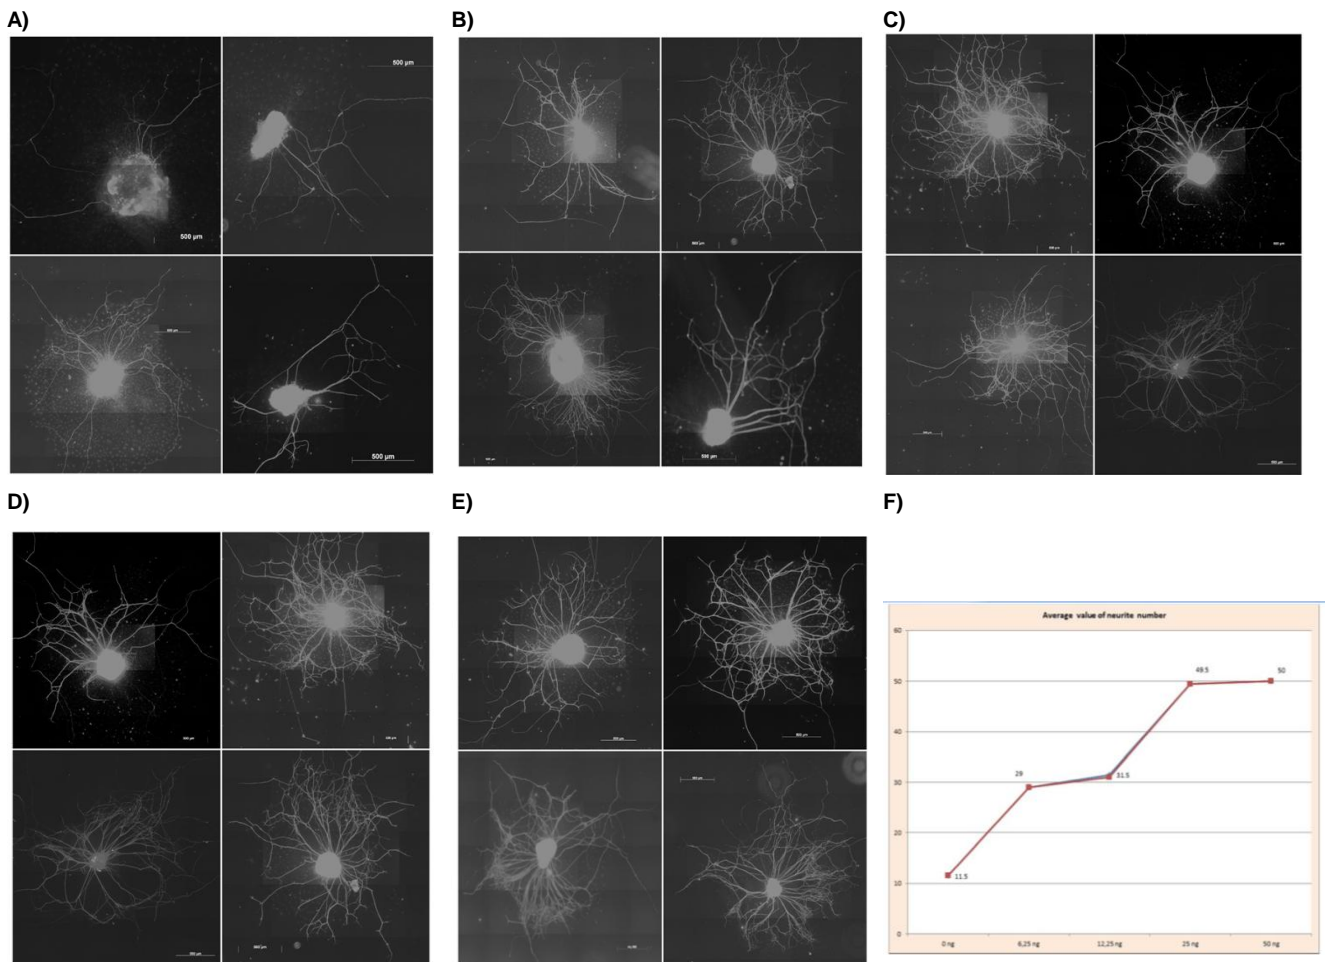 A)
B)
C)
500 µm
500 µm
500 µm
500 µm
500 µm
D)
E)
F)
Average value of neurite number
60
50
40
30
20
10
0
11.5
29
31.5
49.5
50
0 ng
6,25 ng
12,25 ng
25 ng
50 ng